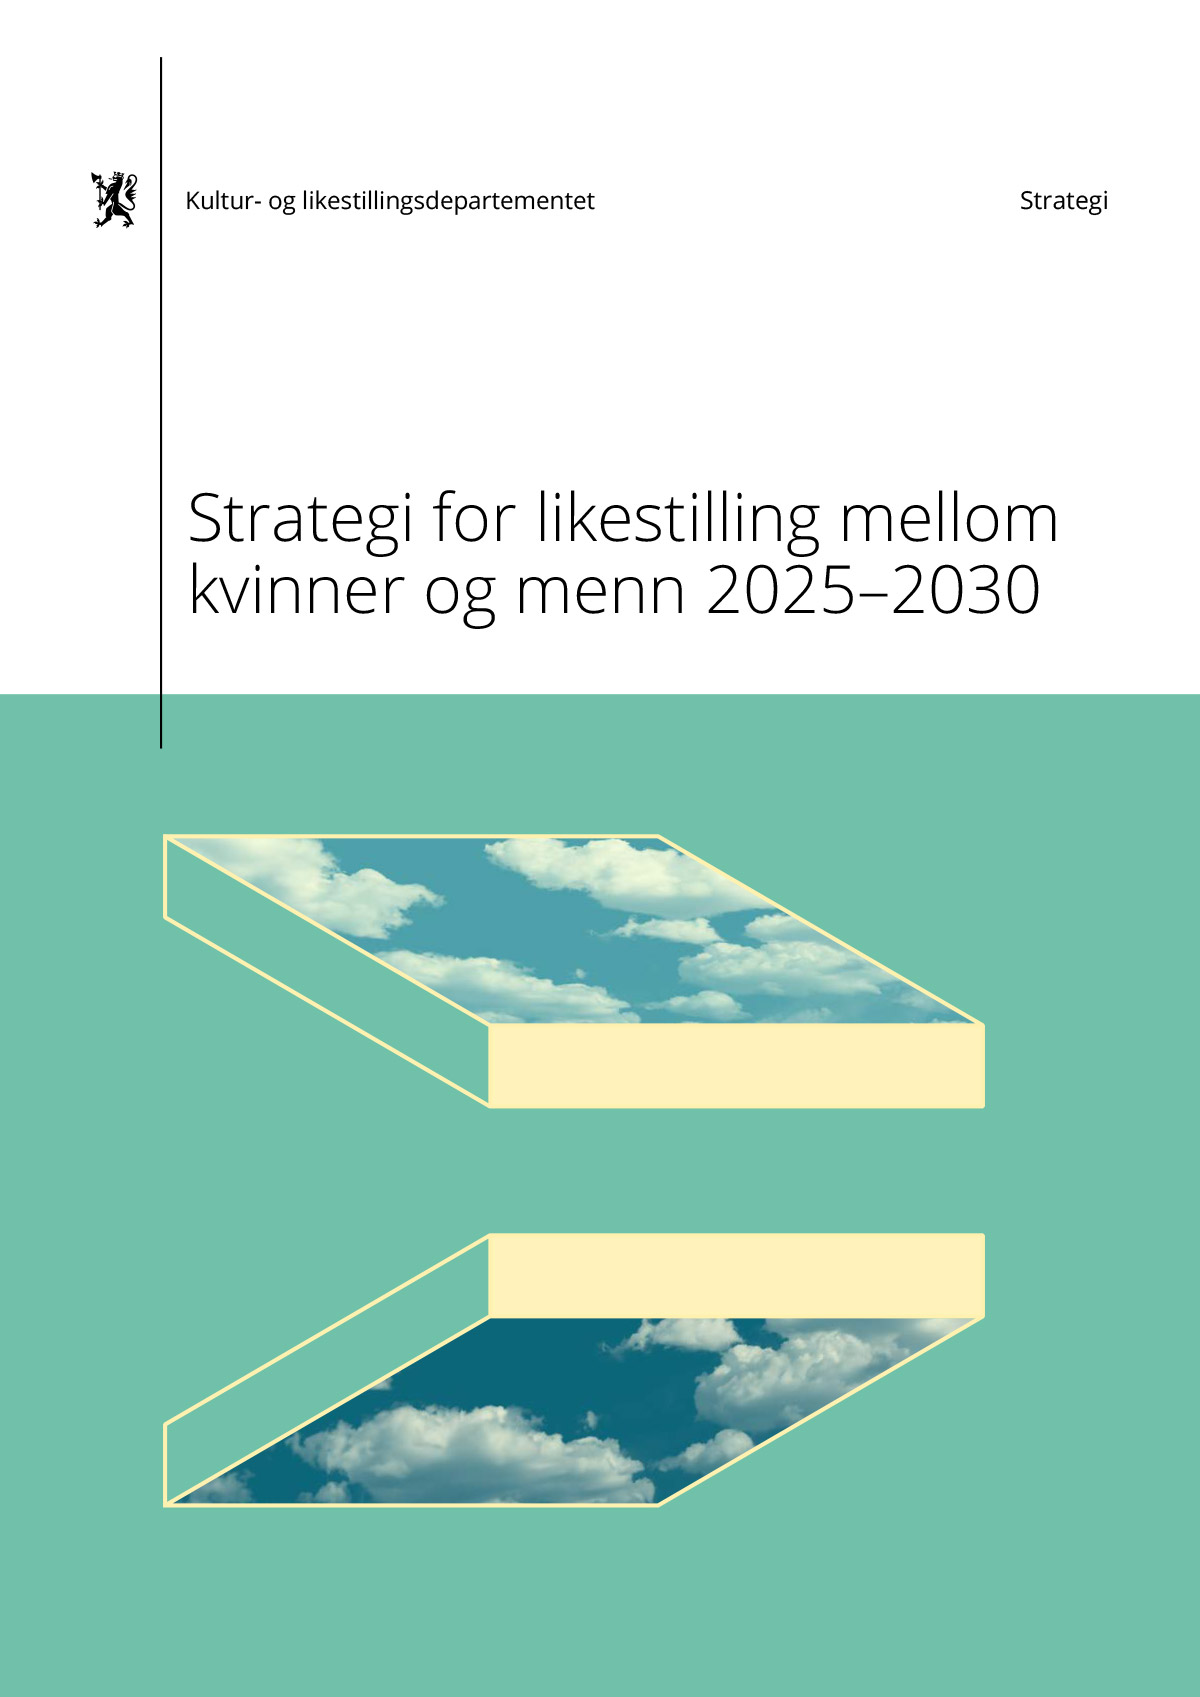 Kultur- og likestillingsdepartementet
Strategi
Strategi for likestilling mellom
kvinner og menn 2025–2030